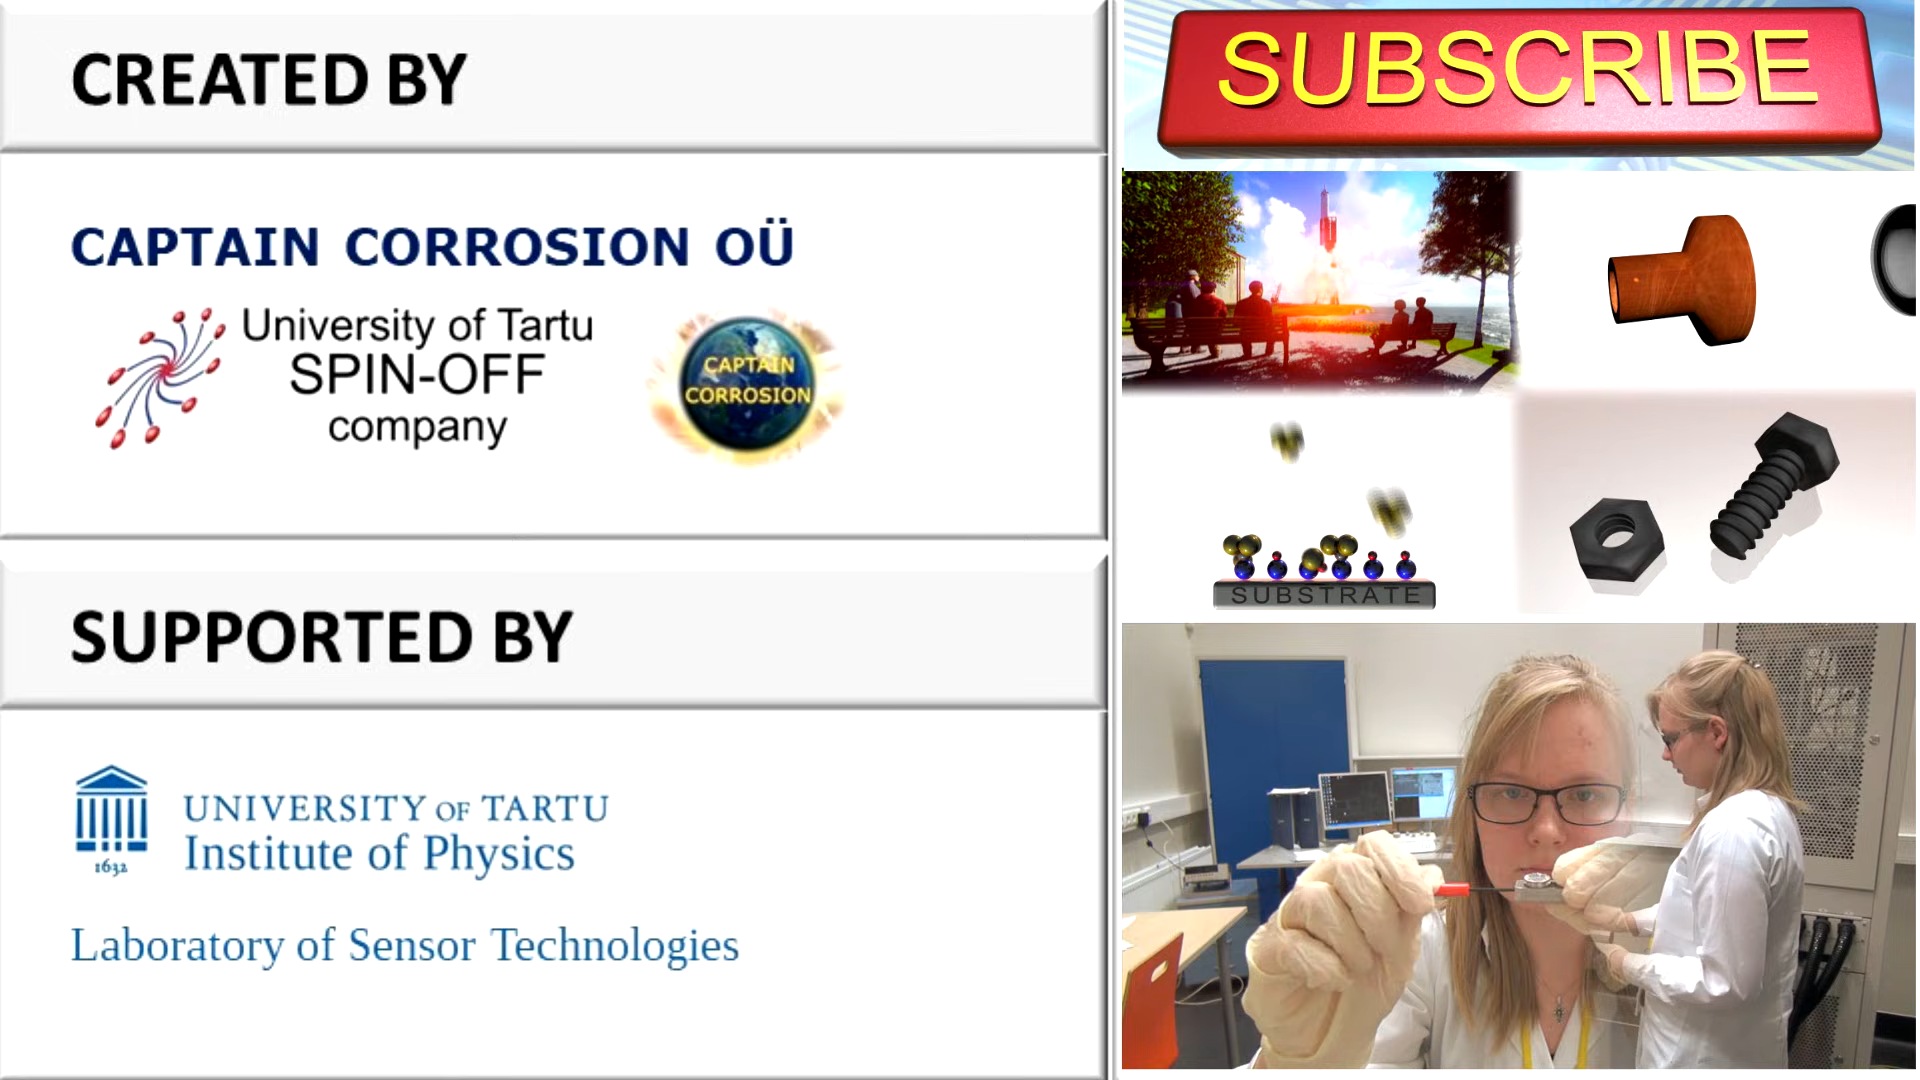 CREATED BY
CAPTAIN CORROSION OÜ
University of Tartu
SPIN-OFF
company
CAPTAIN
CORROSION
SUPPORTED BY
1632
UNIVERSITY OF TARTU
Institute of Physics
Laboratory of Sensor Technologies
SUBSCRIBE
SUBSTRATE